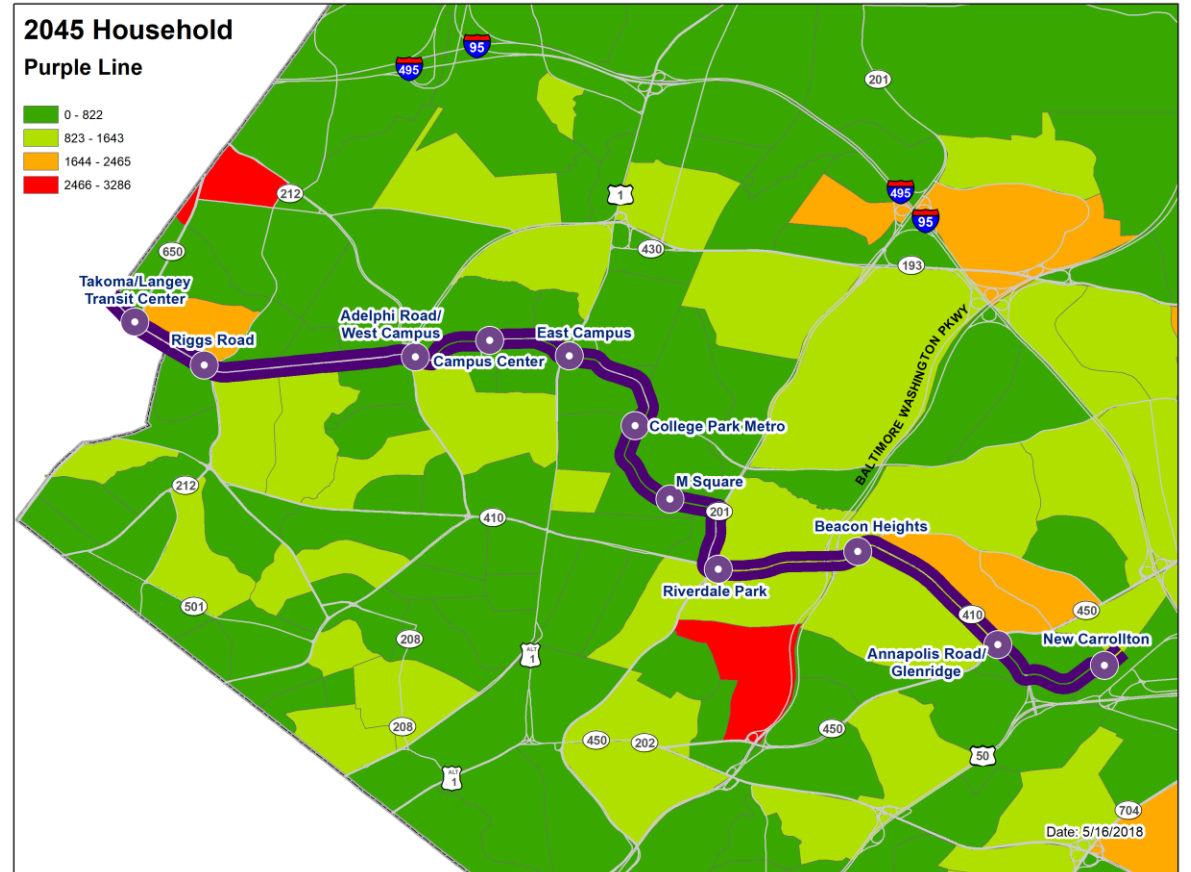 2045 Household
Purple Line
0 - 822
823 - 1643
1644 - 2465
2466 - 3286
95
495
201
212
1
495
95
650
430
193
Takoma/Langey
Transit Center
Riggs Road
Adelphi Road/
West Campus
Campus Center
East Campus
BALTIMORE WASHINGTON PKWY
College Park Metro
212
M Square
201
410
Beacon Heights
Riverdale Park
501
410
450
208
New Carrollton
Annapolis Road/
Glenridge
ALT
1
208
450
202
450
50
ALT
1
704
Date: 5/16/2018